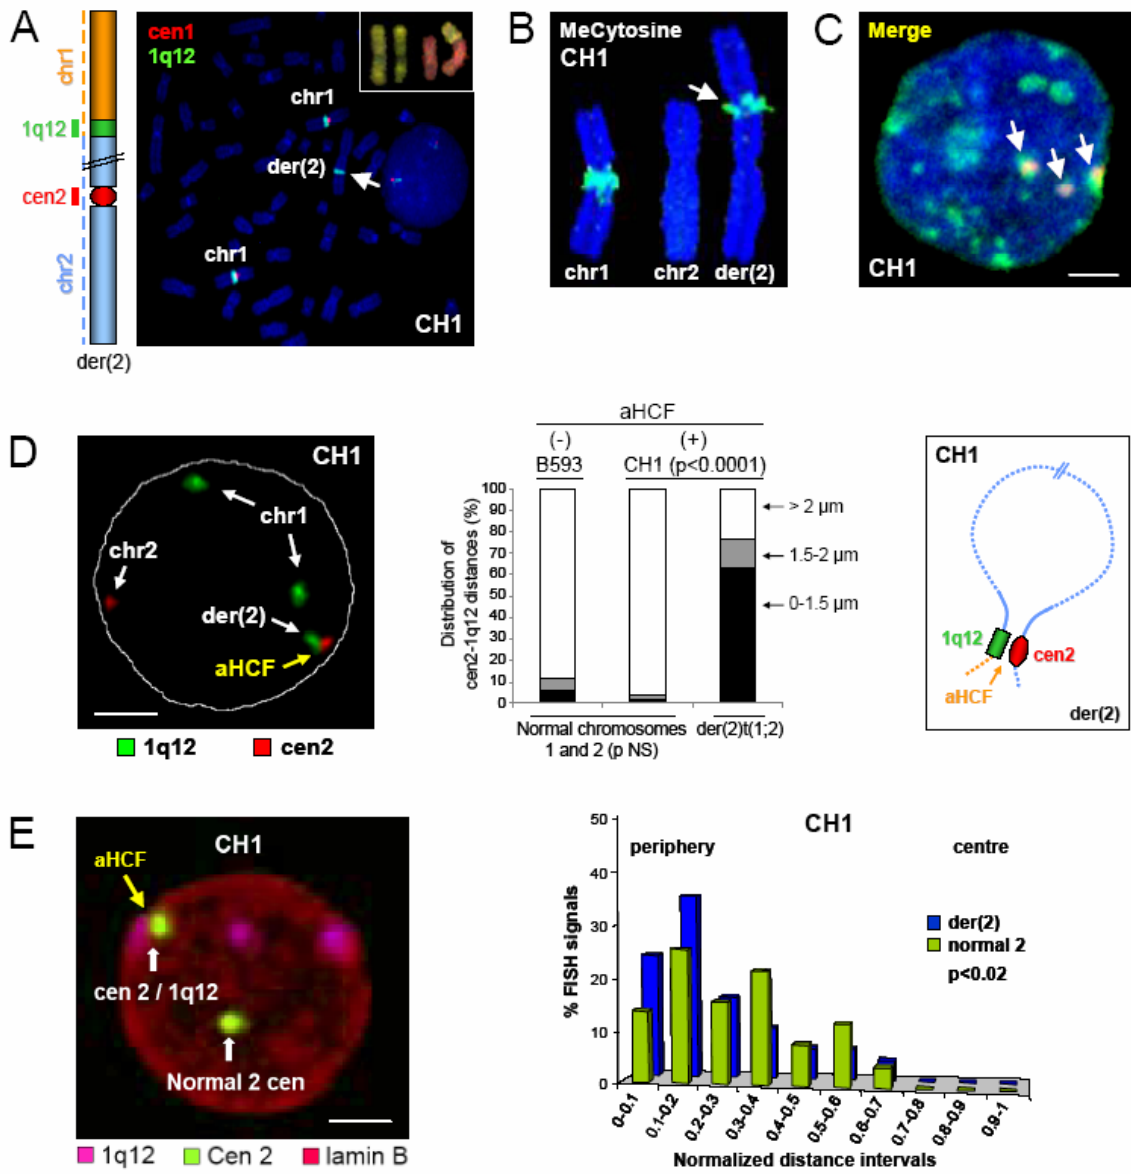 A
chr1
1q12
cen2
chr2
der(2)
cen1
1q12
chr1
der(2)
chr1
CH1
B
MeCytosine
CH1
chr1
chr2
der(2)
C
Merge
CH1
D
CH1
chr1
chr2
der(2)
aHCF
1q12
cen2
aHCF
(-)
(+)
B593
CH1 (p<0.0001)
Distribution of
cen2-1q12 distances (%)
100
90
80
70
60
50
40
30
20
10
0
> 2 µm
1.5-2 µm
0-1.5 µm
Normal chromosomes
1 and 2 (p NS)
der(2)t(1;2)
CH1
1q12
cen2
aHCF
der(2)
E
CH1
aHCF
cen 2 / 1q12
Normal 2 cen
1q12
Cen 2
lamin B
CH1
periphery
centre
der(2)
normal 2
p<0.02
% FISH signals
50
40
30
20
10
0
0-0.1
0.1-0.2
0.2-0.3
0.3-0.4
0.4-0.5
0.5-0.6
0.6-0.7
0.7-0.8
0.8-0.9
0.9-1
Normalized distance intervals